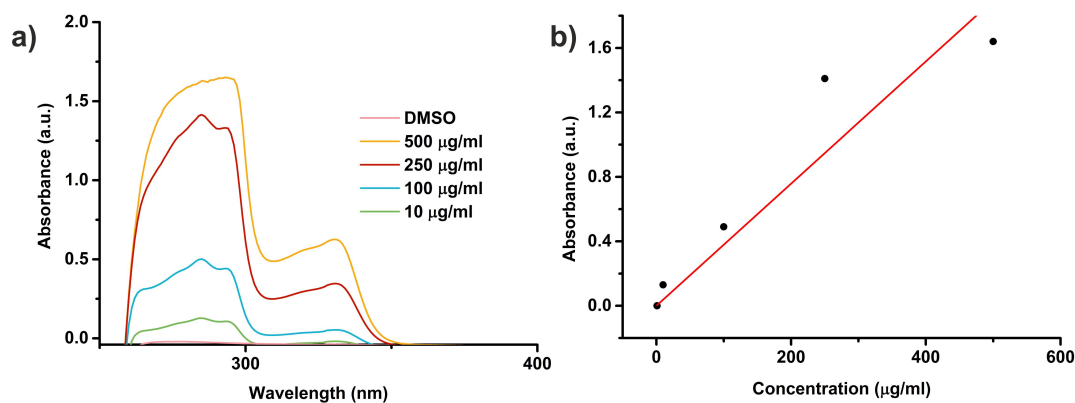 a)
2.0
1.5
1.0
0.5
0.0
Absorbance (a.u.)
300
400
Wavelength (nm)
DMSO
500 μg/ml
250 μg/ml
100 μg/ml
10 μg/ml
b)
1.6
1.2
0.8
0.4
0.0
Absorbance (a.u.)
0
200
400
600
Concentration (μg/ml)